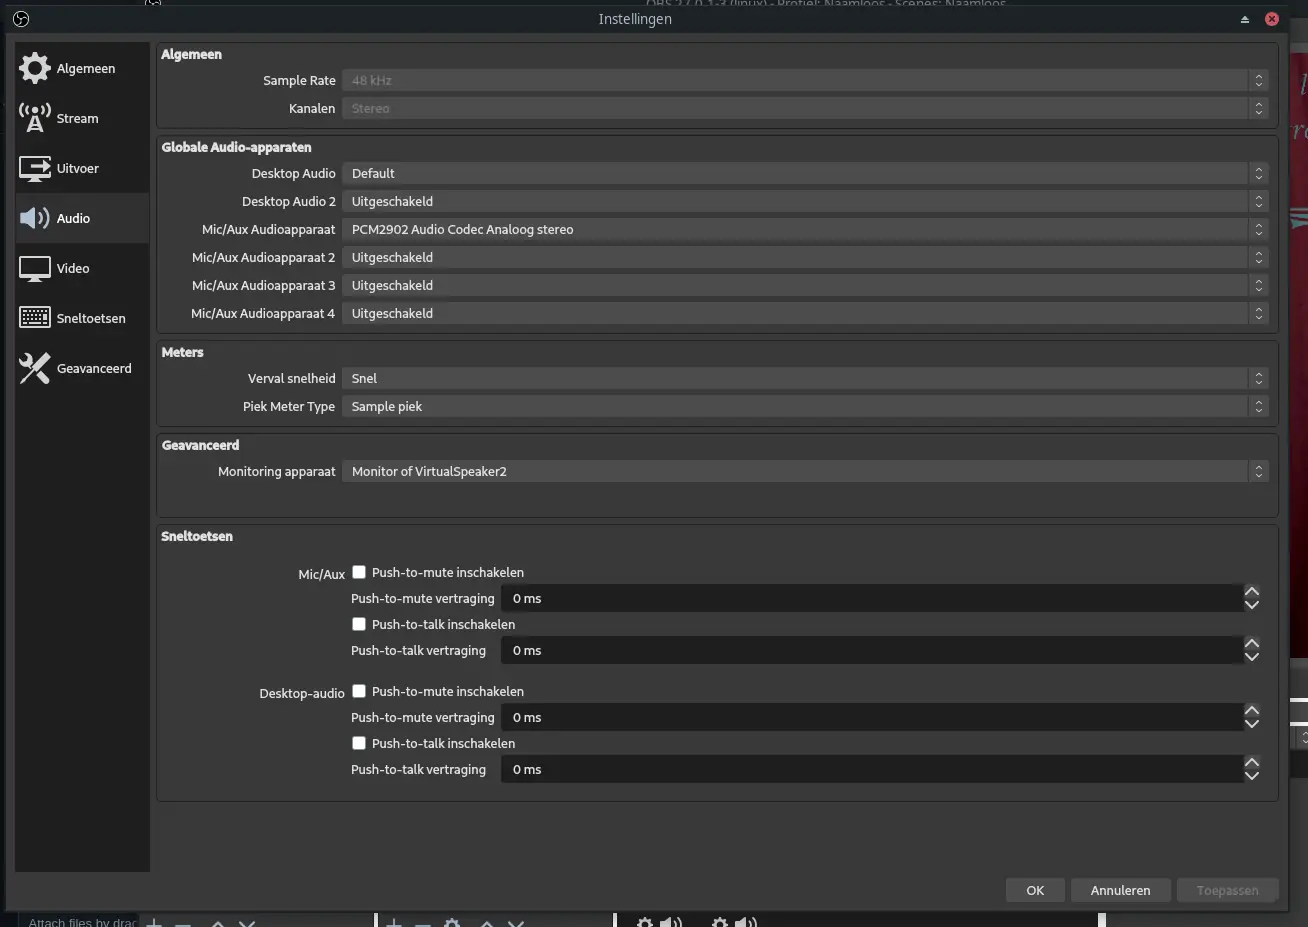 OBS 27.0.1-3 (linux) - Profiel: Naamloos - Scenes: Naamloos
Instellingen
Algemeen
Stream
Uitvoer
Audio
Video
Sneltoetsen
Geavanceerd
Algemeen
Sample Rate 48 kHz
Kanalen Stereo
Globale Audio-apparaten
Desktop Audio Default
Desktop Audio 2 Uitgeschakeld
Mic/Aux Audioapparaat PCM2902 Audio Codec Analoog stereo
Mic/Aux Audioapparaat 2 Uitgeschakeld
Mic/Aux Audioapparaat 3 Uitgeschakeld
Mic/Aux Audioapparaat 4 Uitgeschakeld
Meters
Verval snelheid Snel
Piek Meter Type Sample piek
Geavanceerd
Monitoring apparaat Monitor of VirtualSpeaker2
Sneltoetsen
Mic/Aux Push-to-mute inschakelen
Push-to-mute vertraging 0 ms
Push-to-talk inschakelen
Push-to-talk vertraging 0 ms
Desktop-audio Push-to-mute inschakelen
Push-to-mute vertraging 0 ms
Push-to-talk inschakelen
Push-to-talk vertraging 0 ms
OK Annuleren Toepassen
Attach files by drag